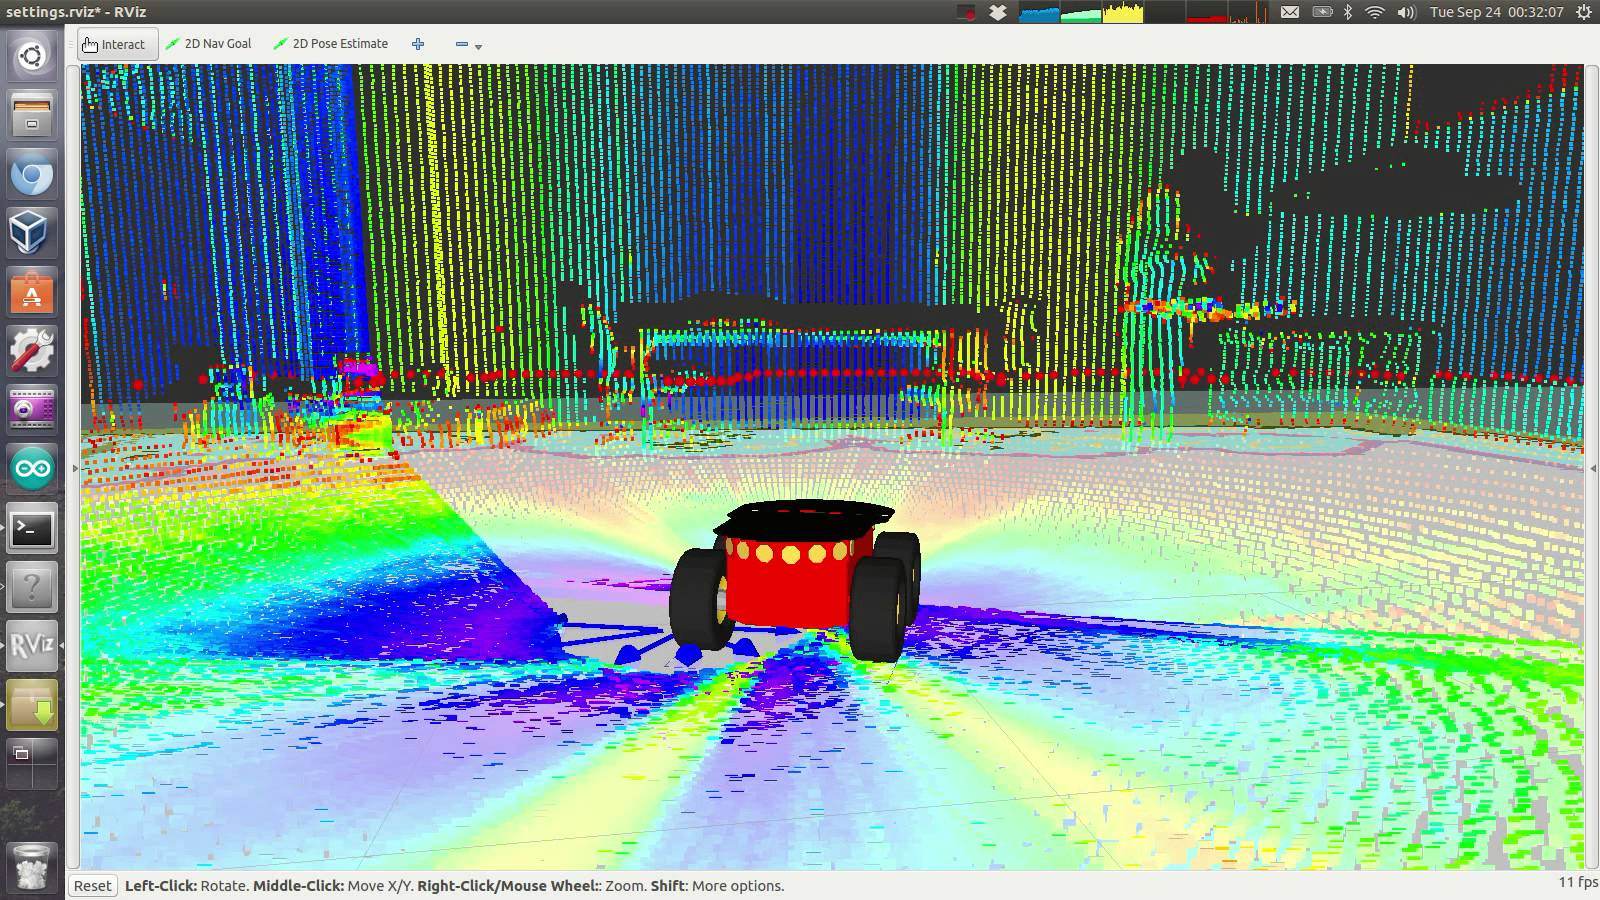 settings.rviz* - RViz
Tue Sep 24 00:32:07
Interact
2D Nav Goal
2D Pose Estimate
RViz
Reset
Left-Click: Rotate. Middle-Click: Move X/Y. Right-Click/Mouse Wheel:: Zoom. Shift: More options.
11 fps